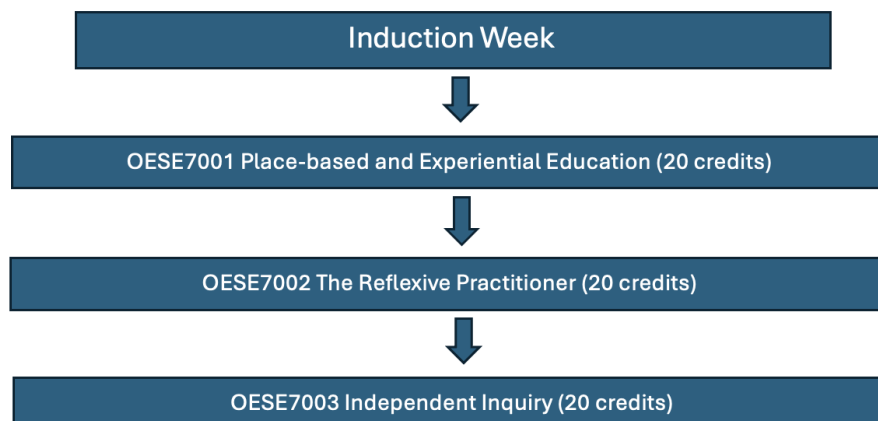 Induction Week
OESE7001 Place-based and Experiential Education (20 credits)
OESE7002 The Reflexive Practitioner (20 credits)
OESE7003 Independent Inquiry (20 credits)